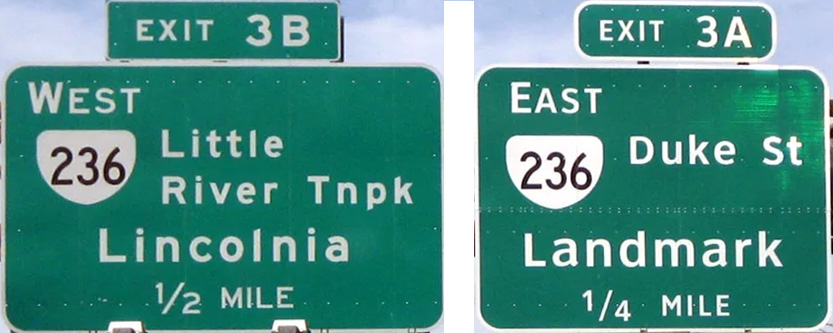 EXIT 3B
WEST
236
Little
River Tnpk
Lincolnia
1/2 MILE
EXIT 3A
EAST
236
Duke St
Landmark
1/4 MILE